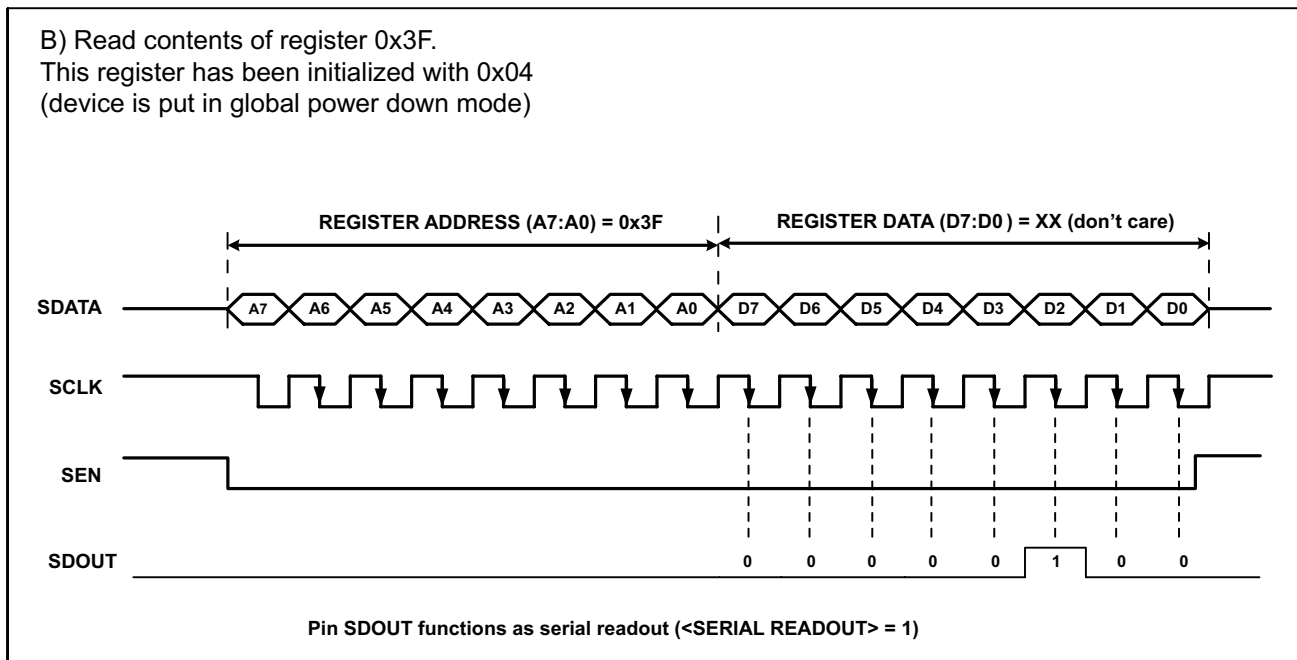 B) Read contents of register 0x3F.
This register has been initialized with 0x04
(device is put in global power down mode)
REGISTER ADDRESS (A7:A0) = 0x3F
REGISTER DATA (D7:D0 ) = XX (don’t care)
SDATA
A7 A6 A5 A4 A3 A2 A1 A0 D7 D6 D5 D4 D3 D2 D1 D0
SCLK
SEN
SDOUT
0 0 0 0 0 1 0 0
Pin SDOUT functions as serial readout (<SERIAL READOUT> = 1)